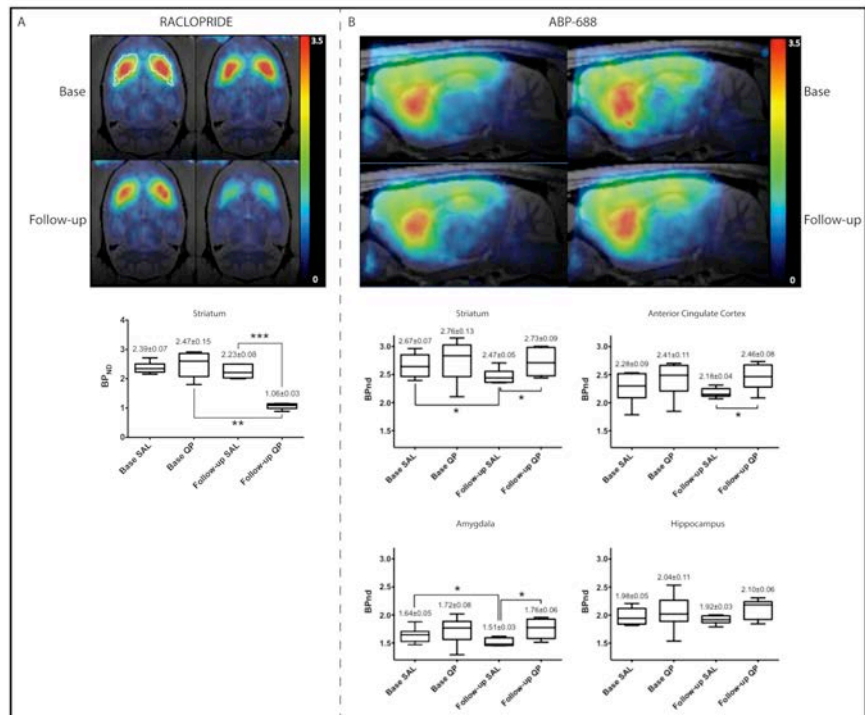 A
RACLOPRIDE
3.5
Base
Follow-up
0
Striatum
BPND
4
3
2
1
0
2.39±0.07
2.47±0.15
2.23±0.08
1.06±0.03
***
**
Base SAL
Base QP
Follow-up SAL
Follow-up QP
B
ABP-688
3.5
Base
Follow-up
0
Striatum
BPnd
3.0
2.5
2.0
1.5
2.67±0.07
2.76±0.13
2.47±0.05
2.73±0.09
*
*
Base SAL
Base QP
Follow-up SAL
Follow-up QP
Anterior Cingulate Cortex
BPnd
3.0
2.5
2.0
1.5
2.28±0.09
2.41±0.11
2.18±0.04
2.46±0.08
*
Base SAL
Base QP
Follow-up SAL
Follow-up QP
Amygdala
BPnd
3.0
2.5
2.0
1.5
1.64±0.05
1.72±0.08
1.51±0.03
1.76±0.06
*
*
Base SAL
Base QP
Follow-up SAL
Follow-up QP
Hippocampus
BPnd
3.0
2.5
2.0
1.5
1.98±0.05
2.04±0.11
1.92±0.03
2.10±0.06
Base SAL
Base QP
Follow-up SAL
Follow-up QP